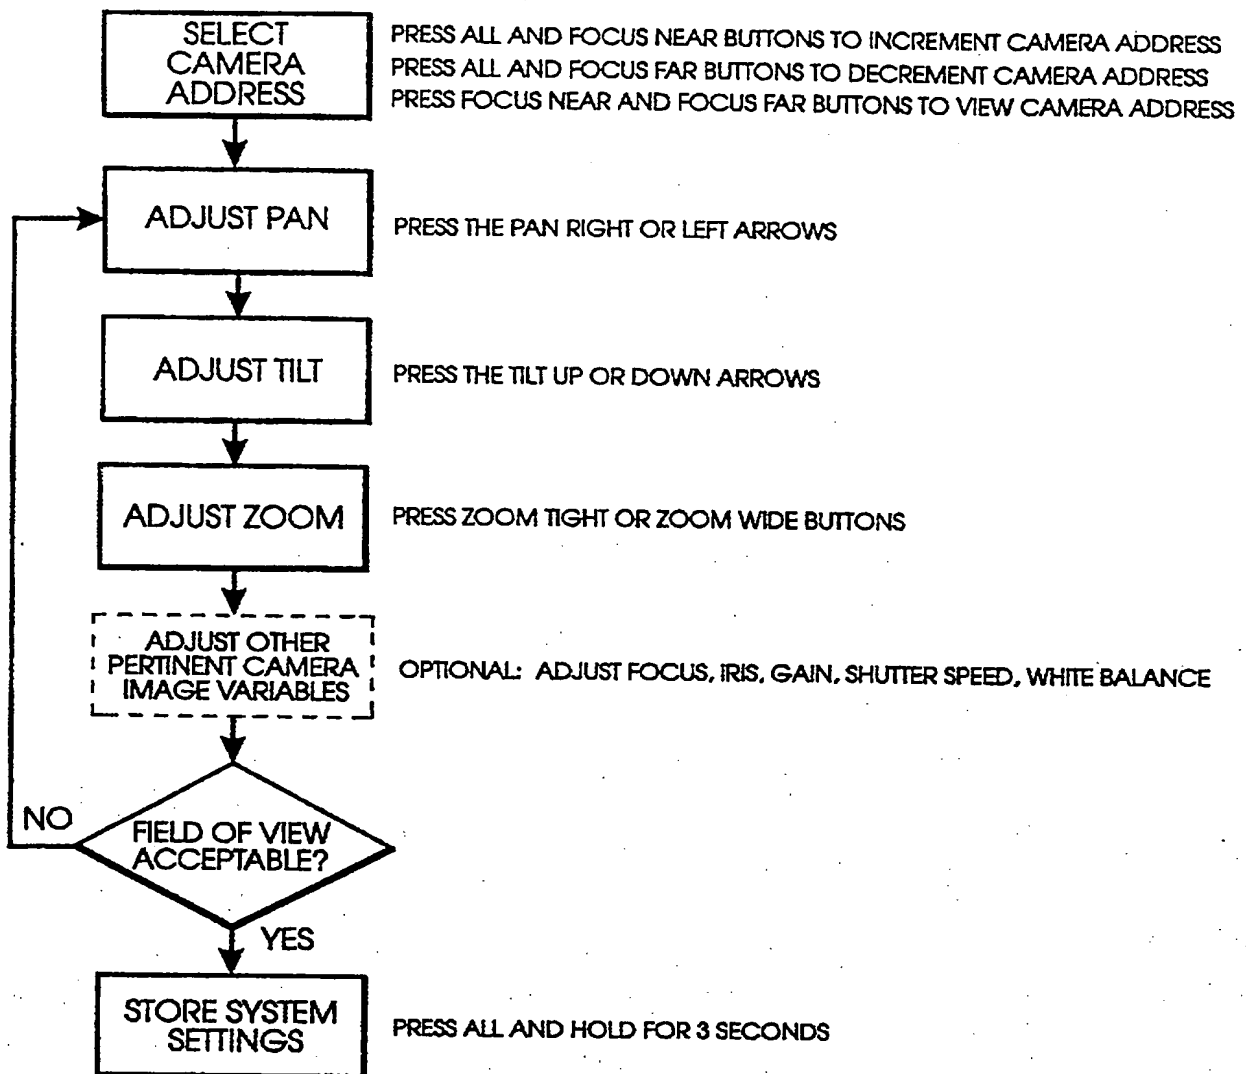 SELECT
CAMERA
ADDRESS
PRESS ALL AND FOCUS NEAR BUTTONS TO INCREMENT CAMERA ADDRESS
PRESS ALL AND FOCUS FAR BUTTONS TO DECREMENT CAMERA ADDRESS
PRESS FOCUS NEAR AND FOCUS FAR BUTTONS TO VIEW CAMERA ADDRESS
ADJUST PAN
PRESS THE PAN RIGHT OR LEFT ARROWS
ADJUST TILT
PRESS THE TILT UP OR DOWN ARROWS
ADJUST ZOOM
PRESS ZOOM TIGHT OR ZOOM WIDE BUTTONS
ADJUST OTHER
PERTINENT CAMERA
IMAGE VARIABLES
OPTIONAL: ADJUST FOCUS, IRIS, GAIN, SHUTTER SPEED, WHITE BALANCE
NO
FIELD OF VIEW
ACCEPTABLE?
YES
STORE SYSTEM
SETTINGS
PRESS ALL AND HOLD FOR 3 SECONDS